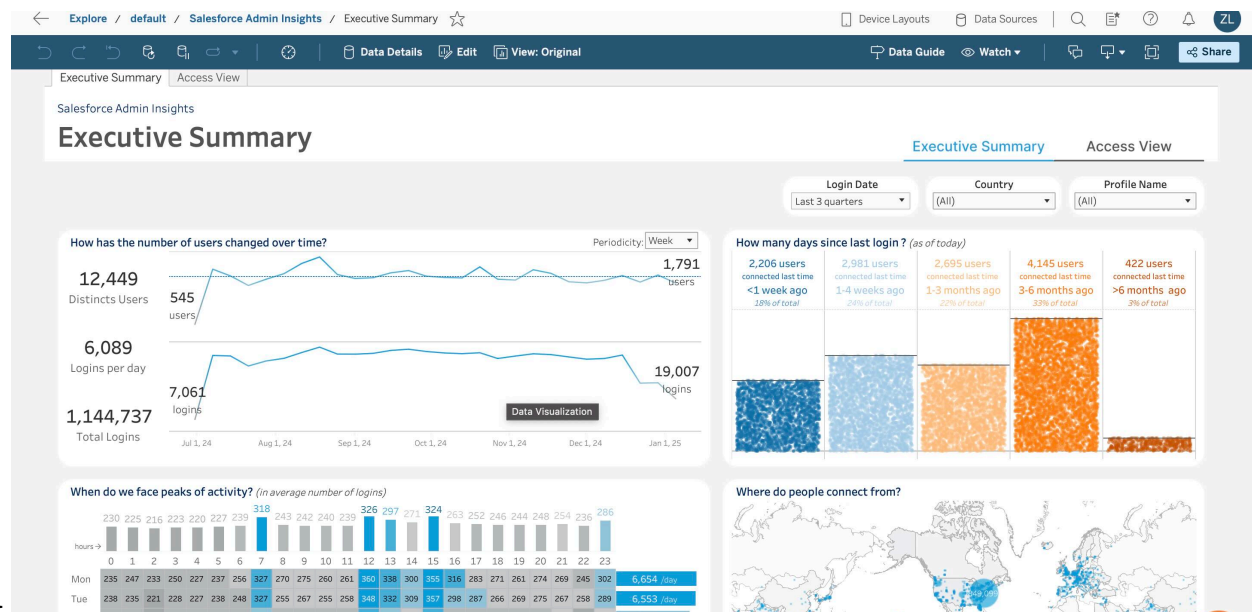 Explore / default / Salesforce Admin Insights / Executive Summary
Device Layouts
Data Sources
ZL
Data Details
Edit
View: Original
Data Guide
Watch
Share
Executive Summary
Access View
Salesforce Admin Insights
Executive Summary
Executive Summary
Access View
Login Date
Last 3 quarters
Country
(All)
Profile Name
(All)
How has the number of users changed over time?
Periodicity: Week
12,449
Distincts Users
545
users
1,791
users
6,089
Logins per day
7,061
logins
19,007
logins
1,144,737
Total Logins
Data Visualization
Jul 1, 24 Aug 1, 24 Sep 1, 24 Oct 1, 24 Nov 1, 24 Dec 1, 24 Jan 1, 25
How many days since last login ? (as of today)
2,206 users
connected last time
<1 week ago
18% of total
2,981 users
connected last time
1-4 weeks ago
24% of total
2,695 users
connected last time
1-3 months ago
22% of total
4,145 users
connected last time
3-6 months ago
33% of total
422 users
connected last time
>6 months ago
3% of total
When do we face peaks of activity? (in average number of logins)
230 225 216 223 220 227 239 318 243 242 240 239 326 297 271 324 263 252 246 244 248 254 236 286
hours →
0 1 2 3 4 5 6 7 8 9 10 11 12 13 14 15 16 17 18 19 20 21 22 23
Mon 235 247 233 250 227 237 256 327 270 275 260 261 360 338 300 355 316 283 271 261 274 269 245 302 6,654 /day
Tue 238 235 221 228 227 238 248 327 255 267 255 258 348 332 309 357 298 287 266 269 275 267 258 289 6,553 /day
Where do people connect from?